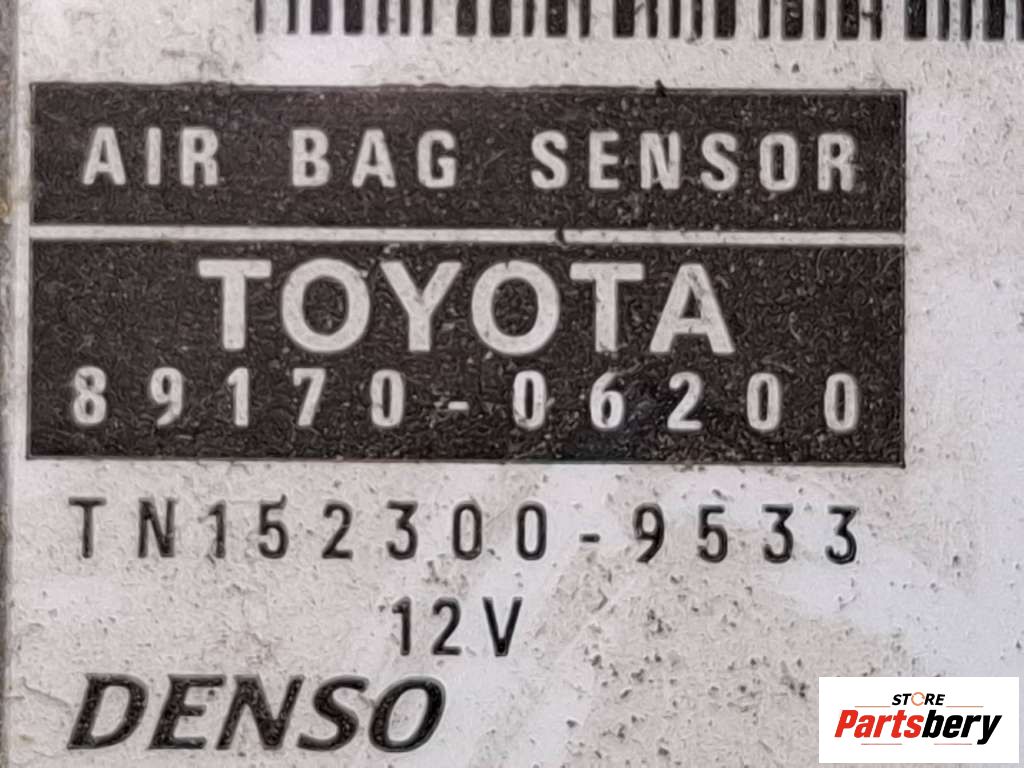 AIR BAG SENSOR
TOYOTA
89170-06200
TN152300-9533
12V
DENSO
STORE
Partsbery